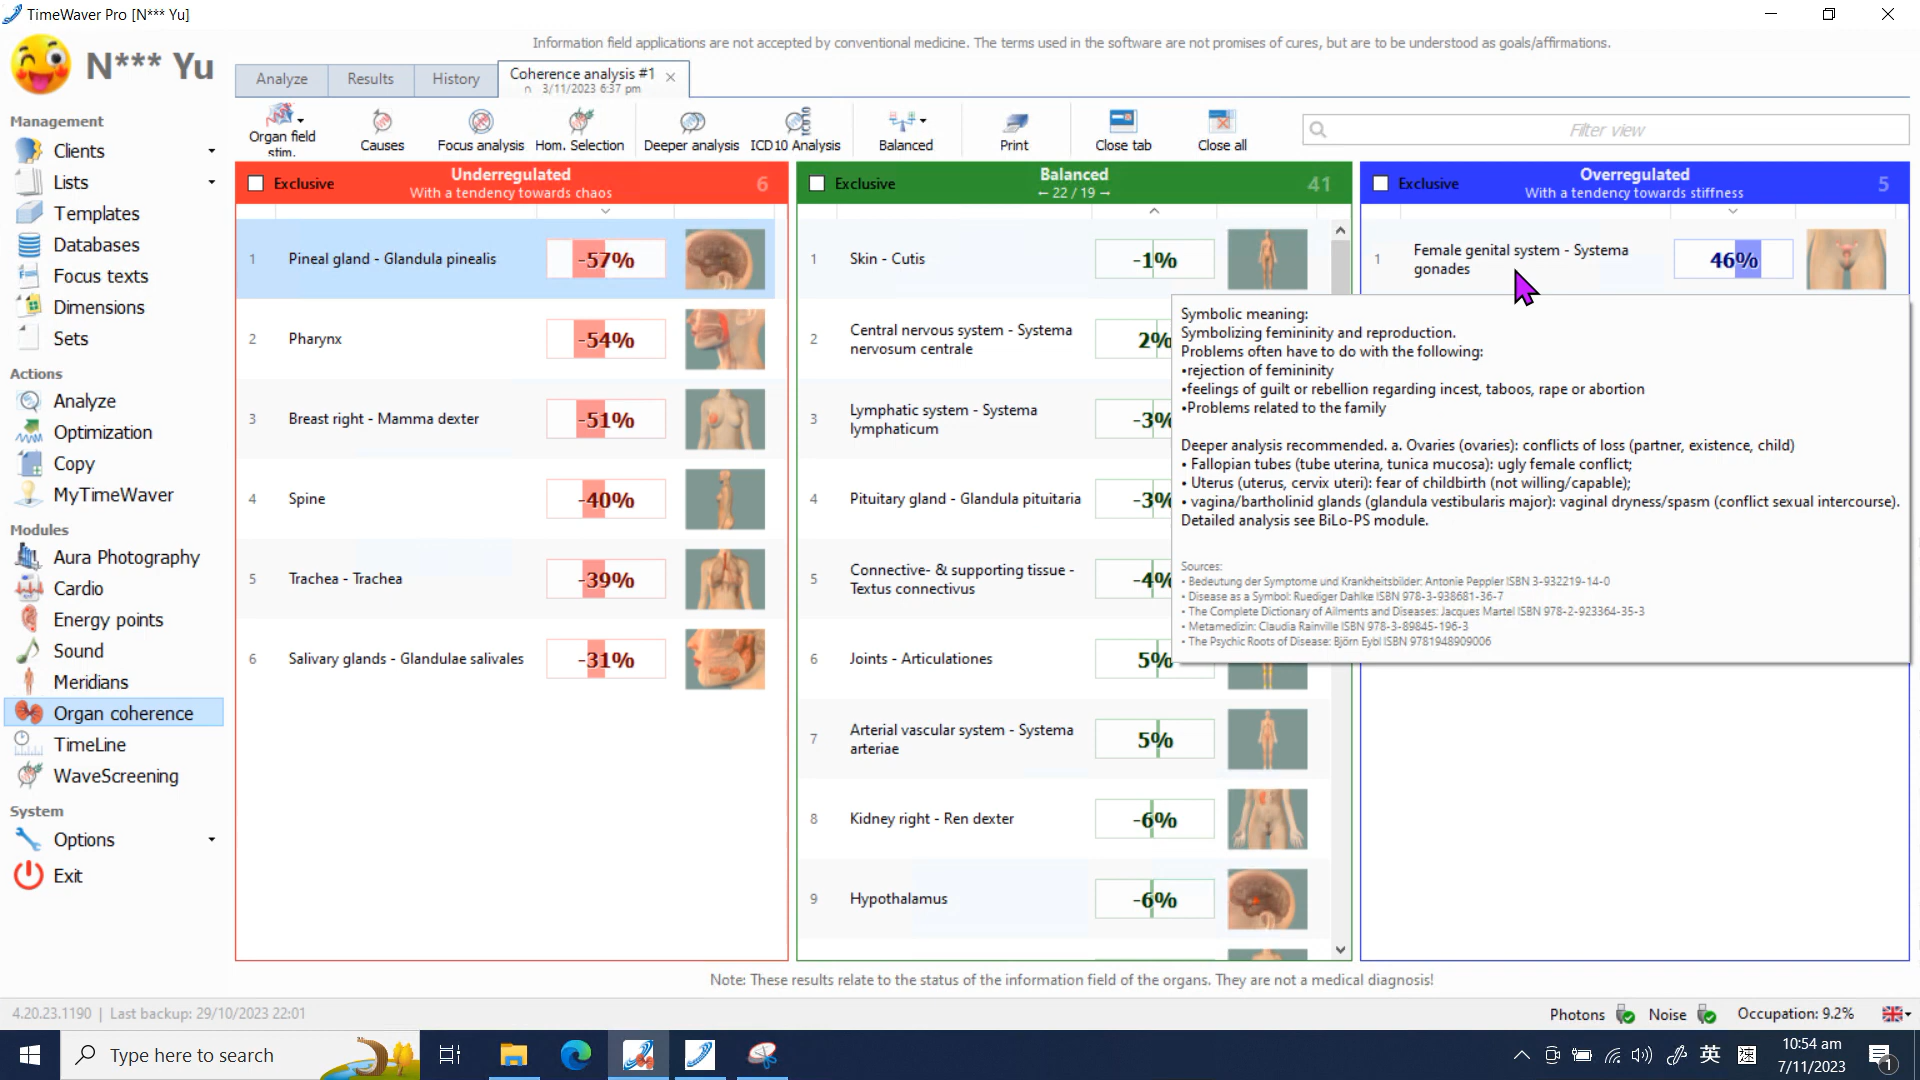 TimeWaver Pro [N*** Yu]
Information field applications are not accepted by conventional medicine. The terms used in the software are not promises of cures, but are to be understood as goals/affirmations.
N*** Yu
Analyze
Results
History
Coherence analysis #1
3/11/2023 6:37 pm
Management
Clients
Lists
Templates
Databases
Focus texts
Dimensions
Sets
Actions
Analyze
Optimization
Copy
MyTimeWaver
Modules
Aura Photography
Cardio
Energy points
Sound
Meridians
Organ coherence
TimeLine
WaveScreening
System
Options
Exit
Organ field
stim.
Causes
Focus analysis
Hom. Selection
Deeper analysis
ICD10 Analysis
Balanced
Print
Close tab
Close all
Filter view
Exclusive
Underregulated
With a tendency towards chaos
6
1 Pineal gland - Glandula pinealis -57%
2 Pharynx -54%
3 Breast right - Mamma dexter -51%
4 Spine -40%
5 Trachea - Trachea -39%
6 Salivary glands - Glandulae salivales -31%
Exclusive
Balanced
← 22 / 19 →
41
1 Skin - Cutis -1%
2 Central nervous system - Systema
nervosum centrale 2%
3 Lymphatic system - Systema
lymphaticum -3%
4 Pituitary gland - Glandula pituitaria -3%
5 Connective- & supporting tissue -
Textus connectivus -4%
6 Joints - Articulationes 5%
7 Arterial vascular system - Systema
arteriae 5%
8 Kidney right - Ren dexter -6%
9 Hypothalamus -6%
Exclusive
Overregulated
With a tendency towards stiffness
5
1 Female genital system - Systema
gonades 46%
Symbolic meaning:
Symbolizing femininity and reproduction.
Problems often have to do with the following:
•rejection of femininity
•feelings of guilt or rebellion regarding incest, taboos, rape or abortion
•Problems related to the family
Deeper analysis recommended. a. Ovaries (ovaries): conflicts of loss (partner, existence, child)
• Fallopian tubes (tube uterina, tunica mucosa): ugly female conflict;
• Uterus (uterus, cervix uteri): fear of childbirth (not willing/capable);
• vagina/bartholinid glands (glandula vestibularis major): vaginal dryness/spasm (conflict sexual intercourse).
Detailed analysis see BiLo-PS module.
Sources:
• Bedeutung der Symptome und Krankheitsbilder: Antonie Peppler ISBN 3-932219-14-0
• Disease as a Symbol: Ruediger Dahlke ISBN 978-3-938681-36-7
• The Complete Dictionary of Ailments and Diseases: Jacques Martel ISBN 978-2-923364-35-3
• Metamedizin: Claudia Rainville ISBN 978-3-89845-196-3
• The Psychic Roots of Disease: Björn Eybl ISBN 9781948909006
Note: These results relate to the status of the information field of the organs. They are not a medical diagnosis!
4.20.23.1190 | Last backup: 29/10/2023 22:01
Photons
Noise
Occupation: 9.2%
Type here to search
英
速
10:54 am
7/11/2023
1